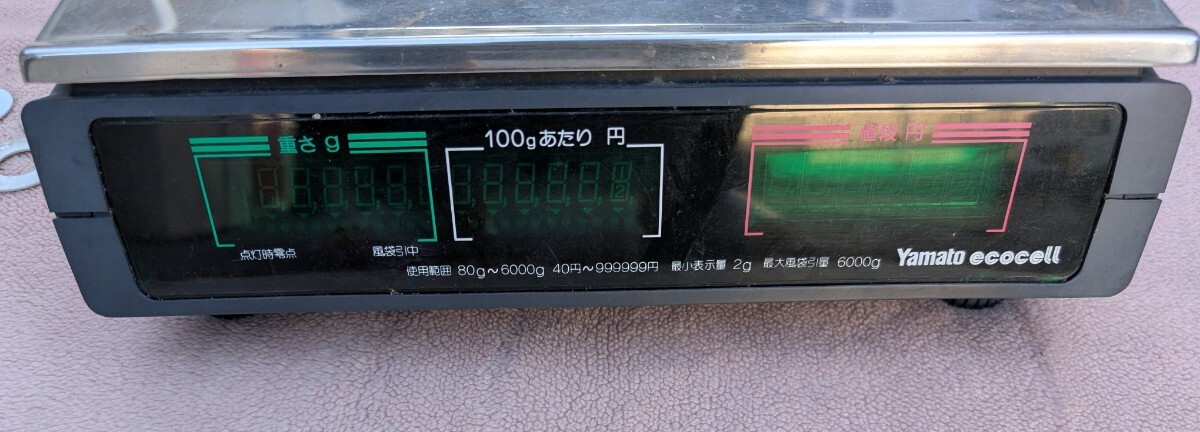 重さ g
100gあたり 円
値段 円
点灯時零点 風袋引中
使用範囲 80g～6000g 40円～999999円 最小表示量 2g 最大風袋引量 6000g
Yamato ecocell